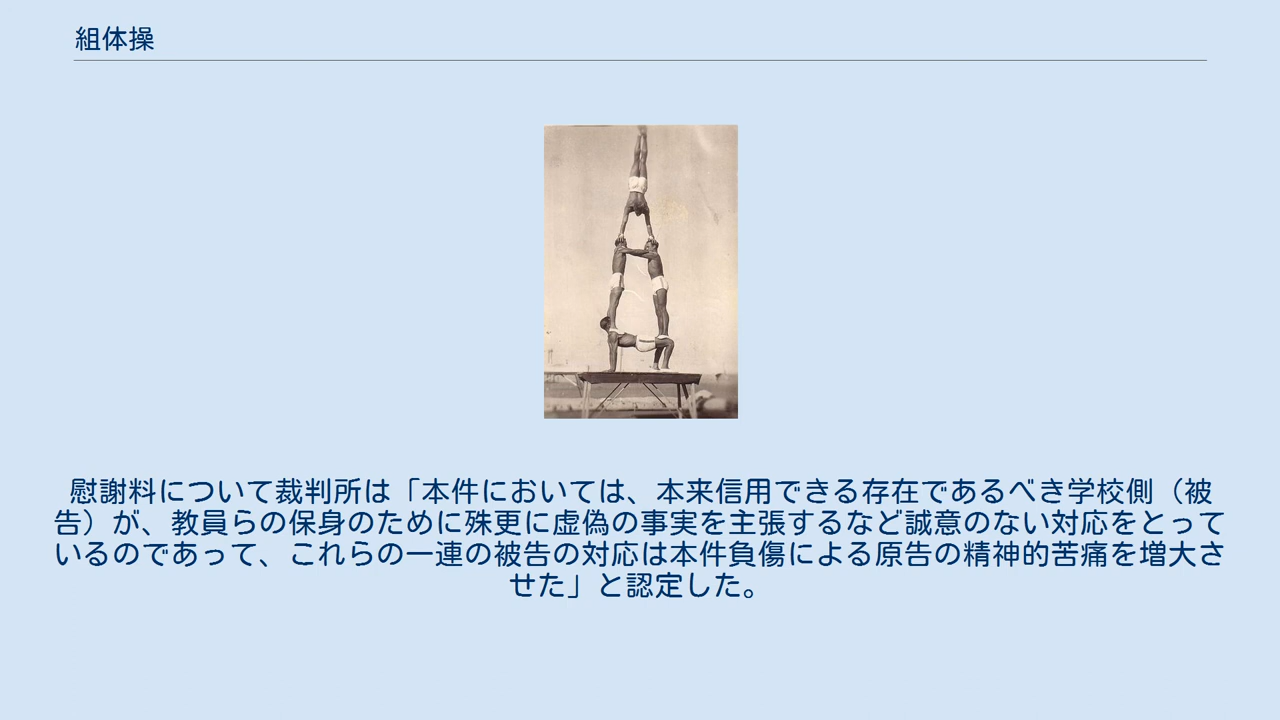 組体操
慰謝料について裁判所は「本件においては、本来信用できる存在であるべき学校側（被
告）が、教員らの保身のために殊更に虚偽の事実を主張するなど誠意のない対応をとって
いるのであって、これらの一連の被告の対応は本件負傷による原告の精神的苦痛を増大さ
せた」と認定した。